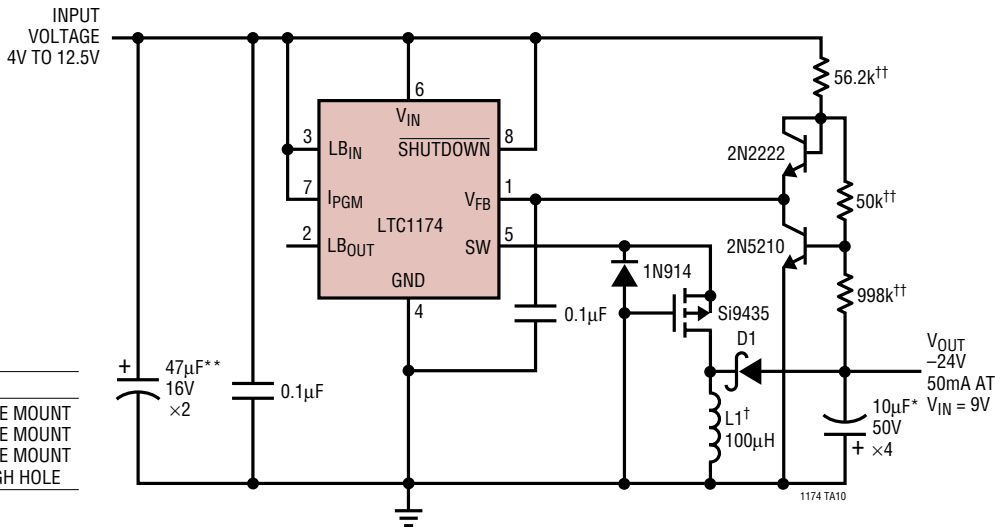 INPUT
VOLTAGE
4V TO 12.5V
56.2k††
6
VIN
3
LBIN
SHUTDOWN
8
2N2222
7
IPGM
VFB
1
50k††
LTC1174
2
LBOUT
SW
5
2N5210
1N914
GND
4
0.1µF
Si9435
998k††
D1
VOUT
–24V
50mA AT
VIN = 9V
+
47µF**
16V
×2
0.1µF
L1†
100µH
10µF*
50V
+ ×4
E MOUNT
E MOUNT
E MOUNT
GH HOLE
1174 TA10